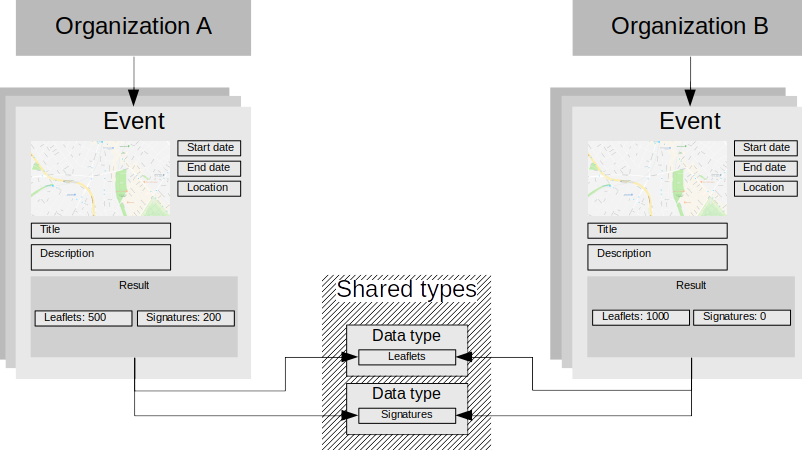 Organization A
Organization B
Event
Start date
End date
Location
Title
Description
Result
Leaflets: 500
Signatures: 200
Event
Start date
End date
Location
Title
Description
Result
Leaflets: 1000
Signatures: 0
Shared types
Data type
Leaflets
Data type
Signatures